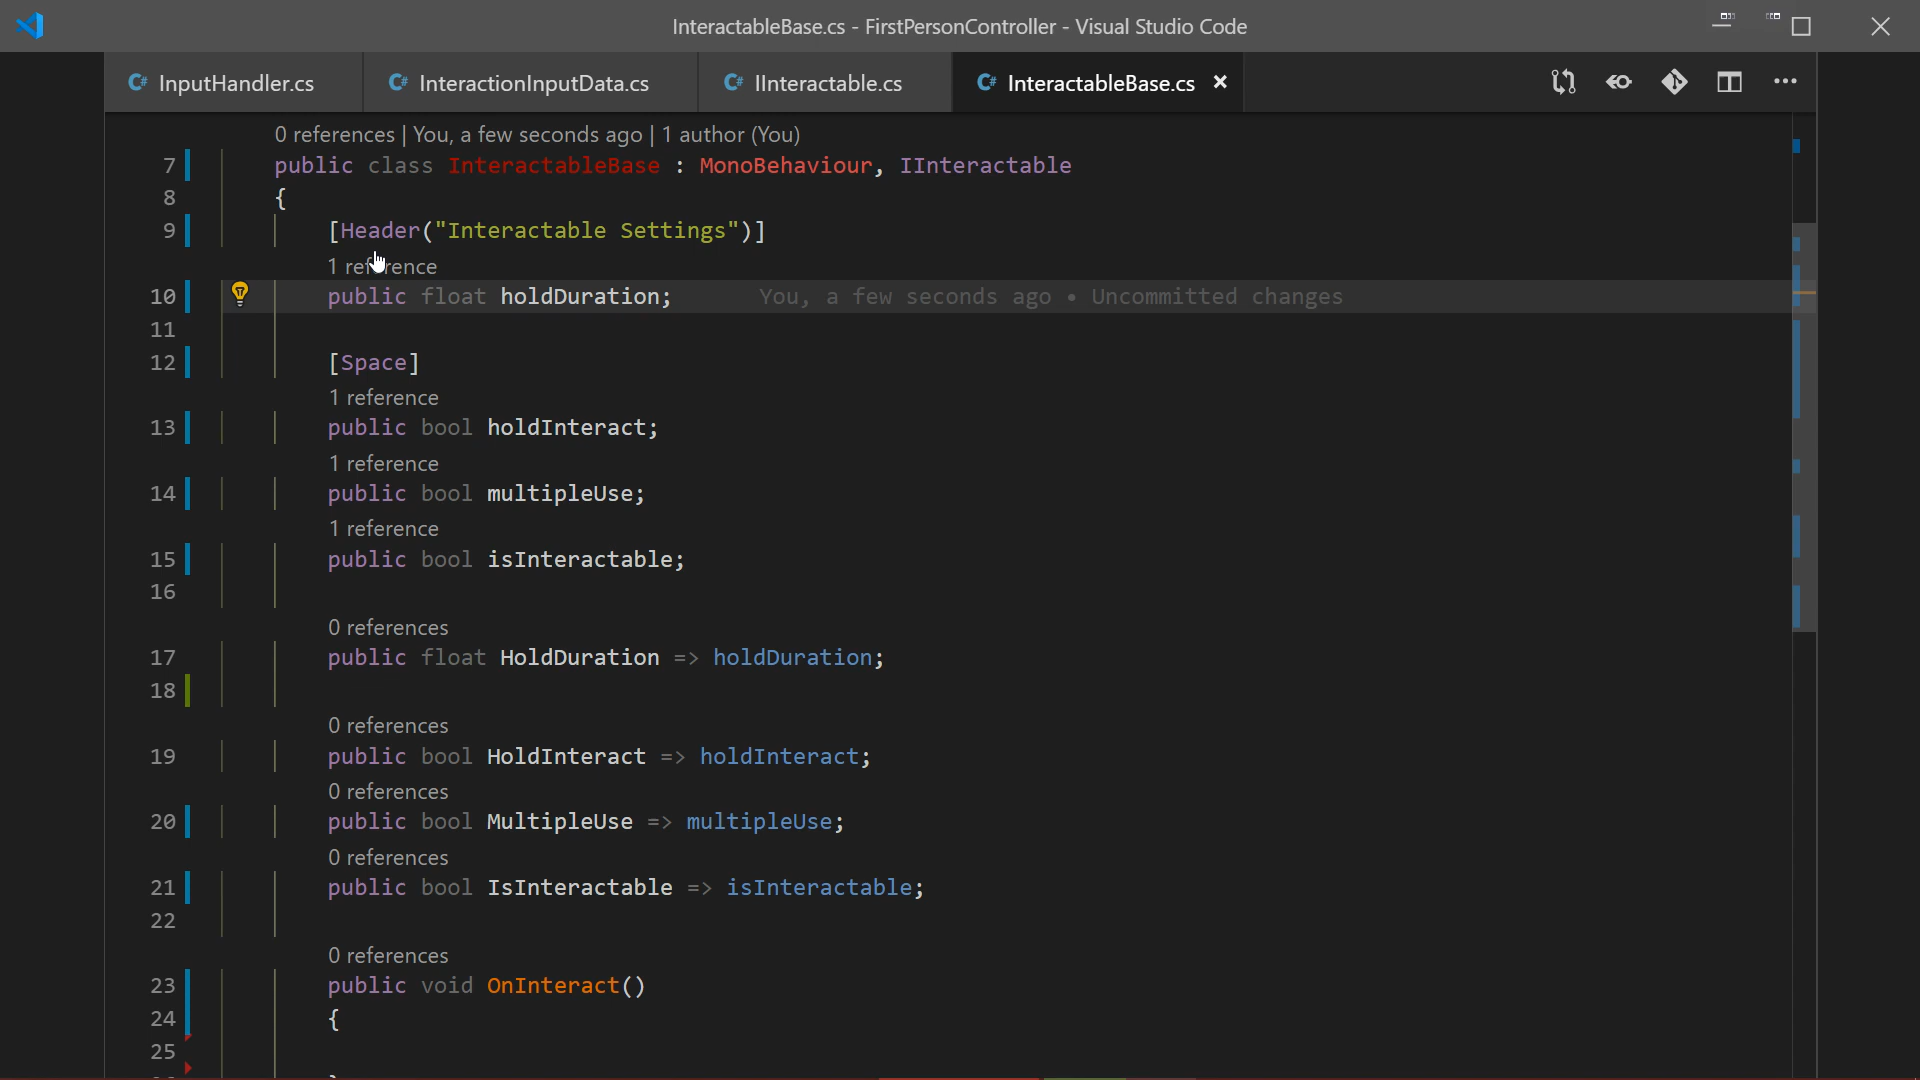 InteractableBase.cs - FirstPersonController - Visual Studio Code
InputHandler.cs InteractionInputData.cs IInteractable.cs InteractableBase.cs
0 references | You, a few seconds ago | 1 author (You)
7 public class InteractableBase : MonoBehaviour, IInteractable
8 {
9 [Header("Interactable Settings")]
1 reference
10 public float holdDuration; You, a few seconds ago • Uncommitted changes
11
12 [Space]
1 reference
13 public bool holdInteract;
1 reference
14 public bool multipleUse;
1 reference
15 public bool isInteractable;
16
0 references
17 public float HoldDuration => holdDuration;
18
0 references
19 public bool HoldInteract => holdInteract;
0 references
20 public bool MultipleUse => multipleUse;
0 references
21 public bool IsInteractable => isInteractable;
22
0 references
23 public void OnInteract()
24 {
25